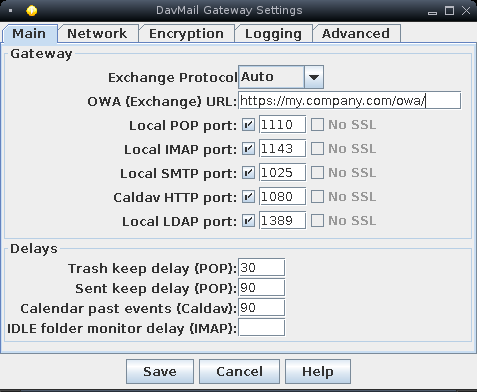 DavMail Gateway Settings
Main Network Encryption Logging Advanced
Gateway
Exchange Protocol Auto
OWA (Exchange) URL: https://my.company.com/owa/
Local POP port: 1110 No SSL
Local IMAP port: 1143 No SSL
Local SMTP port: 1025 No SSL
Caldav HTTP port: 1080 No SSL
Local LDAP port: 1389 No SSL
Delays
Trash keep delay (POP): 30
Sent keep delay (POP): 90
Calendar past events (Caldav): 90
IDLE folder monitor delay (IMAP):
Save Cancel Help